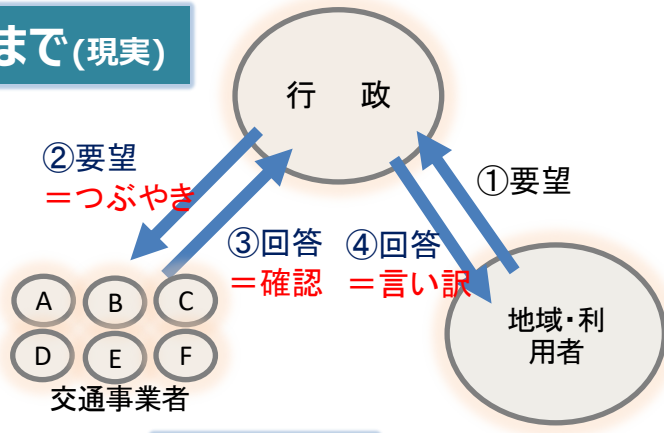 まで(現実)
行 政
②要望
＝つぶやき
①要望
③回答
＝確認
④回答
＝言い訳
A
B
C
D
E
F
交通事業者
地域・利
用者